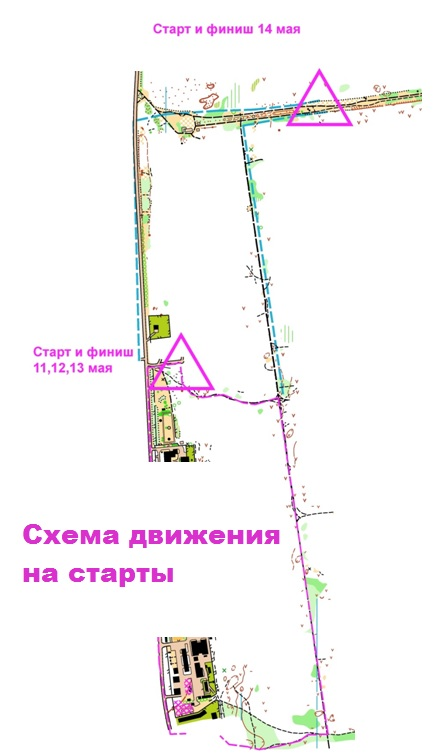 Старт и финиш 14 мая
Старт и финиш
11,12,13 мая
Схема движения
на старты